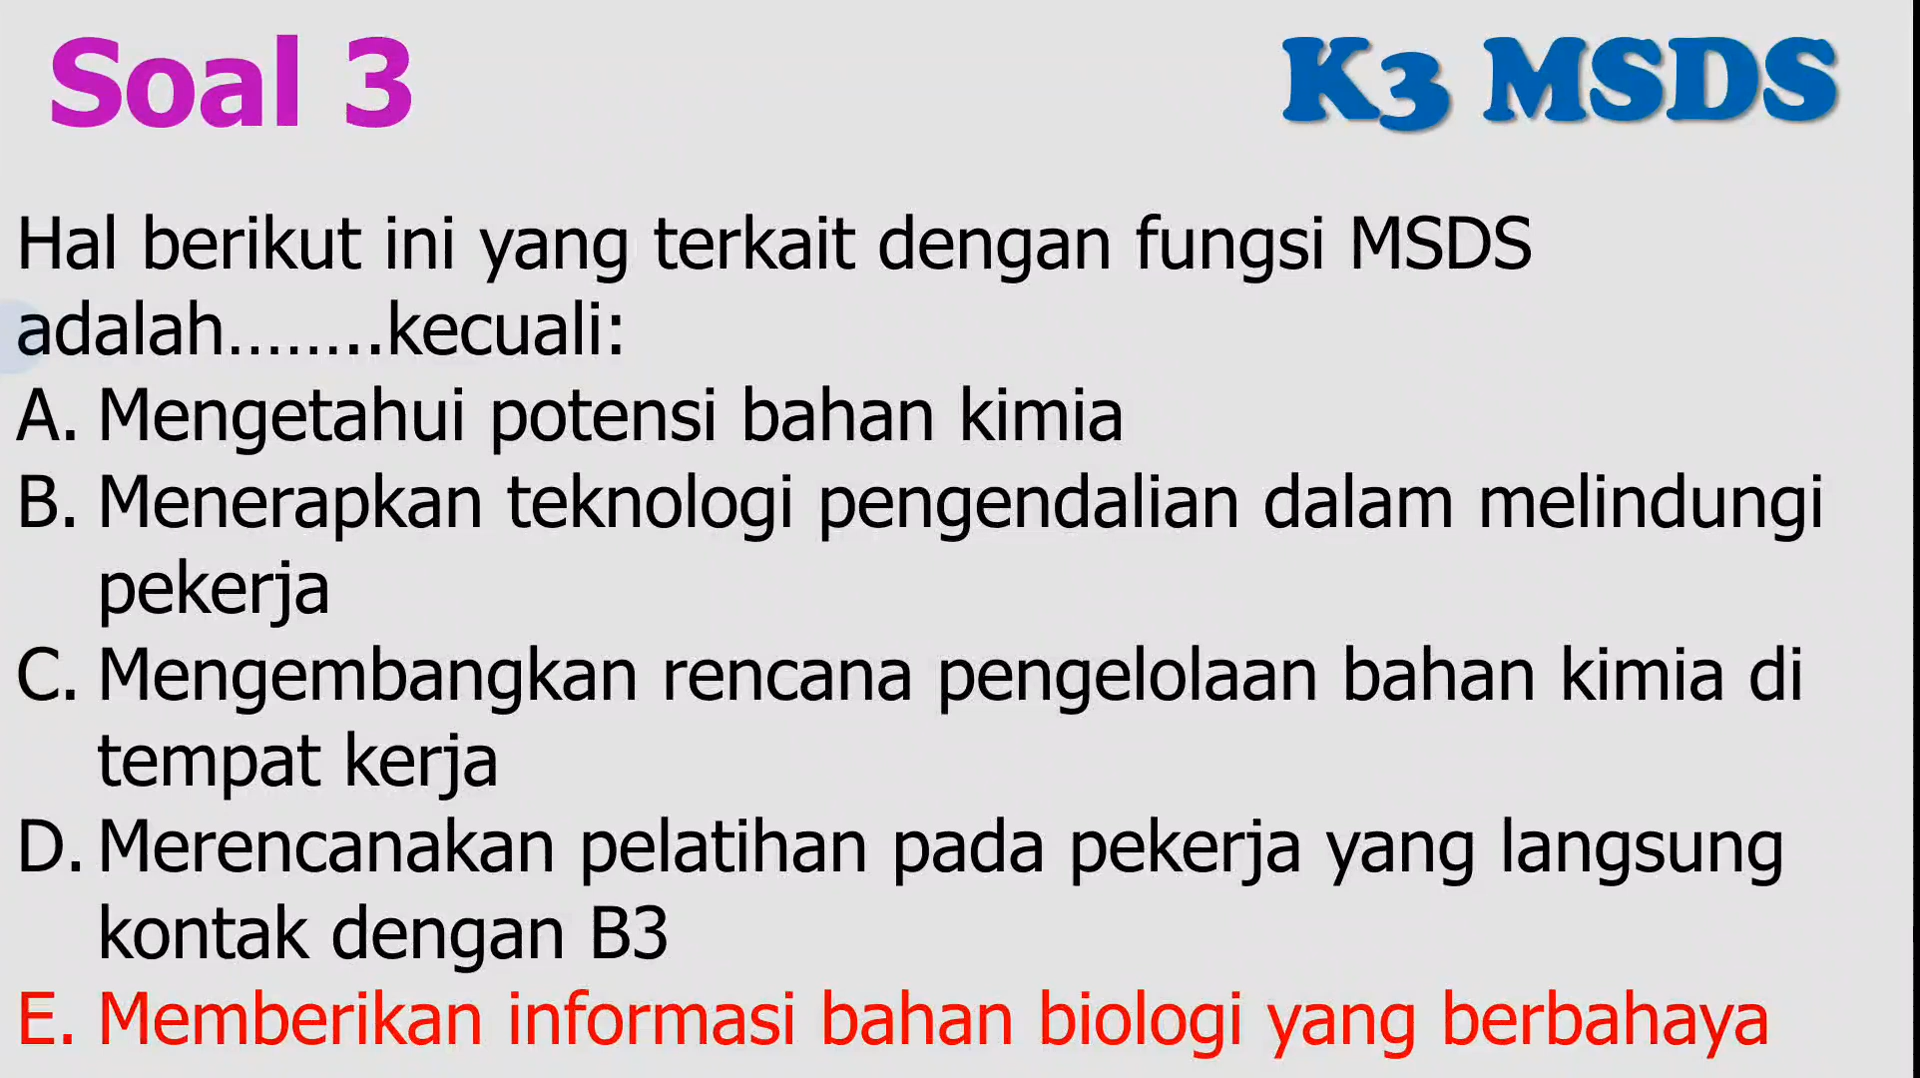 Soal 3
K3 MSDS
Hal berikut ini yang terkait dengan fungsi MSDS
adalah……..kecuali:
A. Mengetahui potensi bahan kimia
B. Menerapkan teknologi pengendalian dalam melindungi
pekerja
C. Mengembangkan rencana pengelolaan bahan kimia di
tempat kerja
D. Merencanakan pelatihan pada pekerja yang langsung
kontak dengan B3
E. Memberikan informasi bahan biologi yang berbahaya